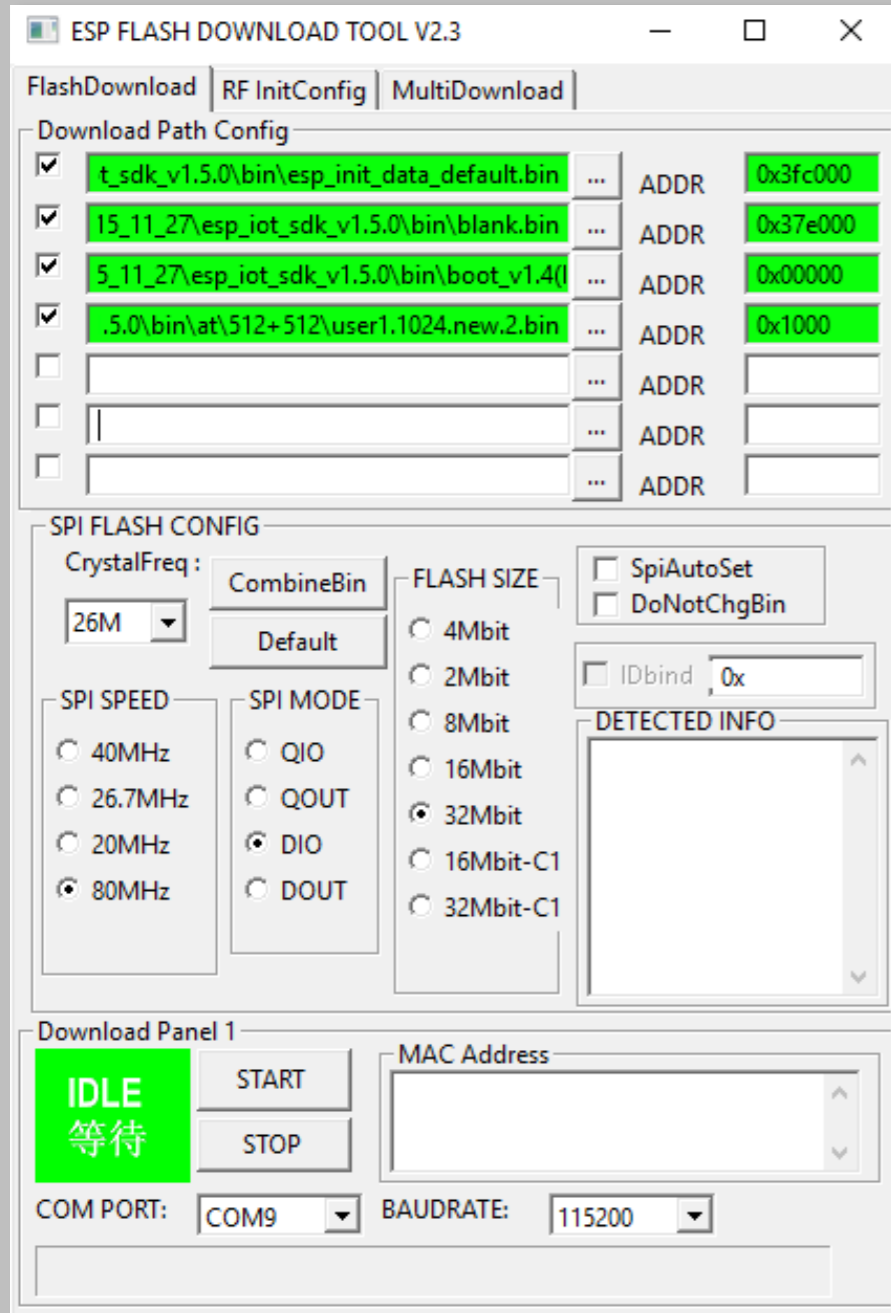 ESP FLASH DOWNLOAD TOOL V2.3
FlashDownload RF InitConfig MultiDownload
Download Path Config
t_sdk_v1.5.0\bin\esp_init_data_default.bin ... ADDR 0x3fc000
15_11_27\esp_iot_sdk_v1.5.0\bin\blank.bin ... ADDR 0x37e000
5_11_27\esp_iot_sdk_v1.5.0\bin\boot_v1.4( ... ADDR 0x00000
.5.0\bin\at\512+512\user1.1024.new.2.bin ... ADDR 0x1000
... ADDR
... ADDR
... ADDR
SPI FLASH CONFIG
CrystalFreq :
26M
CombineBin
Default
SPI SPEED
40MHz
26.7MHz
20MHz
80MHz
SPI MODE
QIO
QOUT
DIO
DOUT
FLASH SIZE
4Mbit
2Mbit
8Mbit
16Mbit
32Mbit
16Mbit-C1
32Mbit-C1
SpiAutoSet
DoNotChgBin
IDbind 0x
DETECTED INFO
Download Panel 1
IDLE
等待
START
STOP
MAC Address
COM PORT: COM9 BAUDRATE: 115200